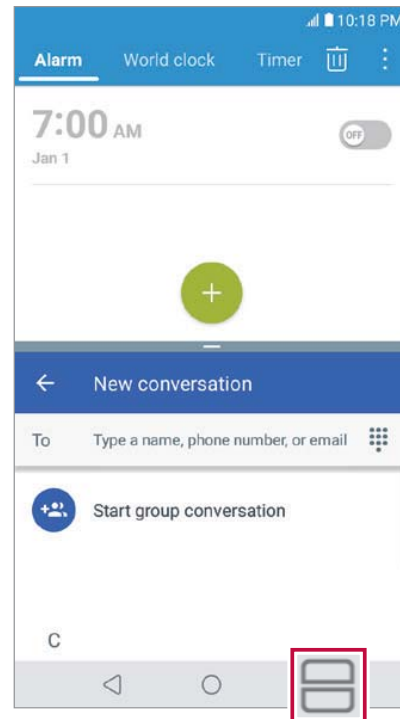 10:18 PM
Alarm World clock Timer
7:00 AM
OFF
Jan 1
+
New conversation
To Type a name, phone number, or email
Start group conversation
C